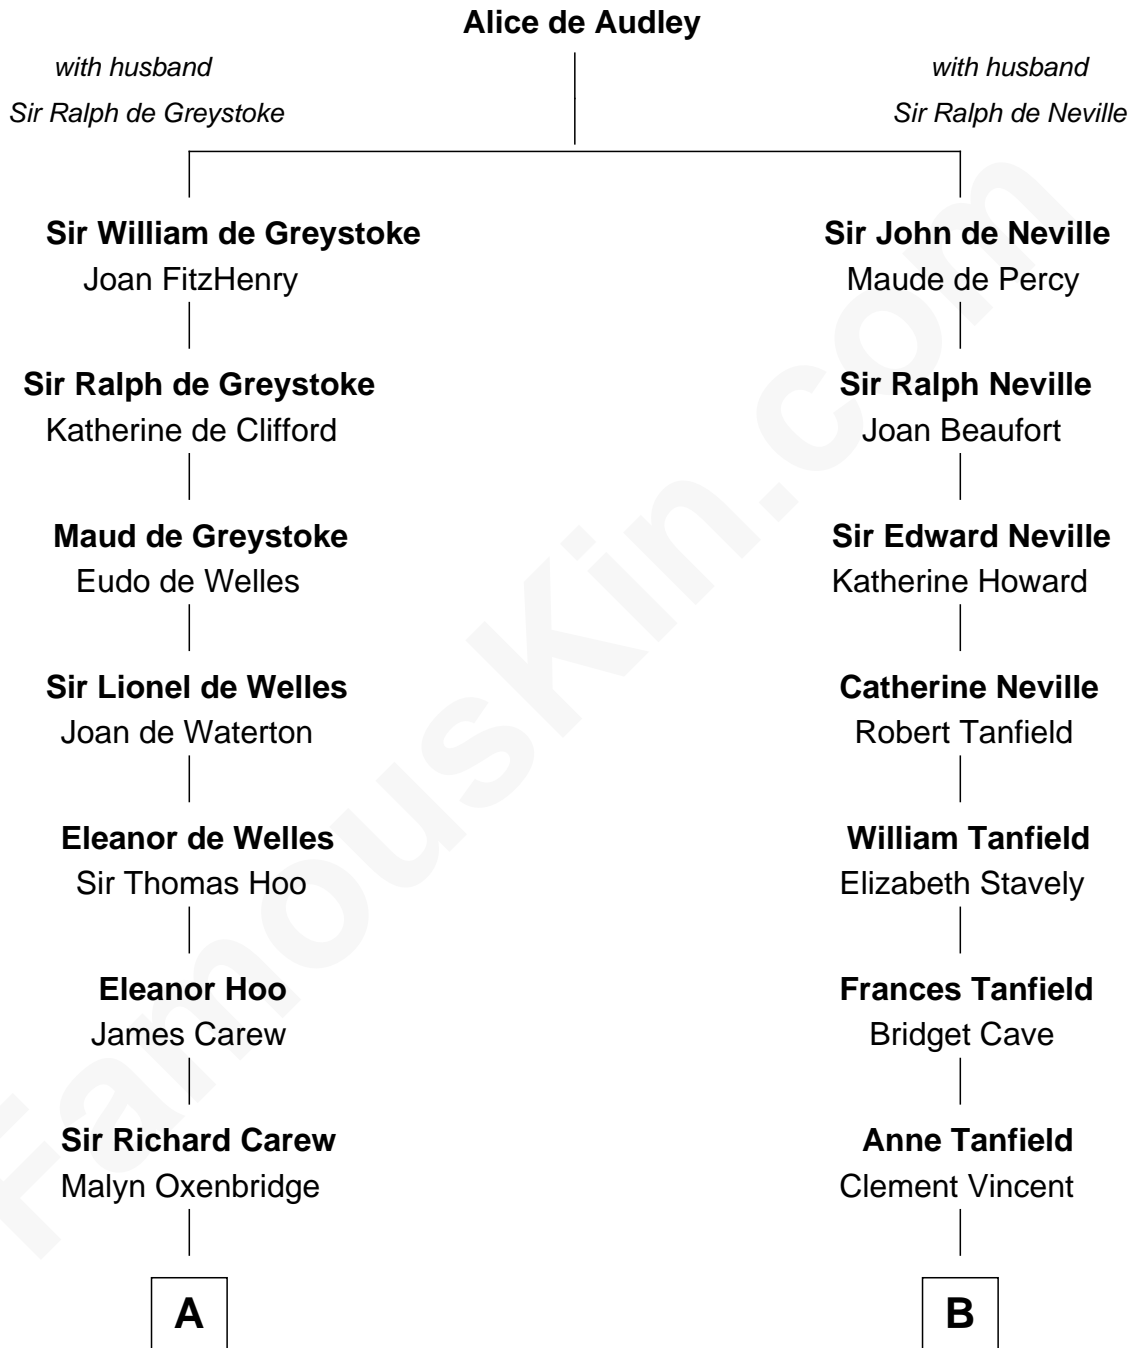 Alice de Audley
with husband
Sir Ralph de Greystoke
with husband
Sir Ralph de Neville
Sir William de Greystoke
Joan FitzHenry
Sir Ralph de Greystoke
Katherine de Clifford
Maud de Greystoke
Eudo de Welles
Sir Lionel de Welles
Joan de Waterton
Eleanor de Welles
Sir Thomas Hoo
Eleanor Hoo
James Carew
Sir Richard Carew
Malyn Oxenbridge
A
Sir John de Neville
Maude de Percy
Sir Ralph Neville
Joan Beaufort
Sir Edward Neville
Katherine Howard
Catherine Neville
Robert Tanfield
William Tanfield
Elizabeth Stavely
Frances Tanfield
Bridget Cave
Anne Tanfield
Clement Vincent
B
FamousKin.com